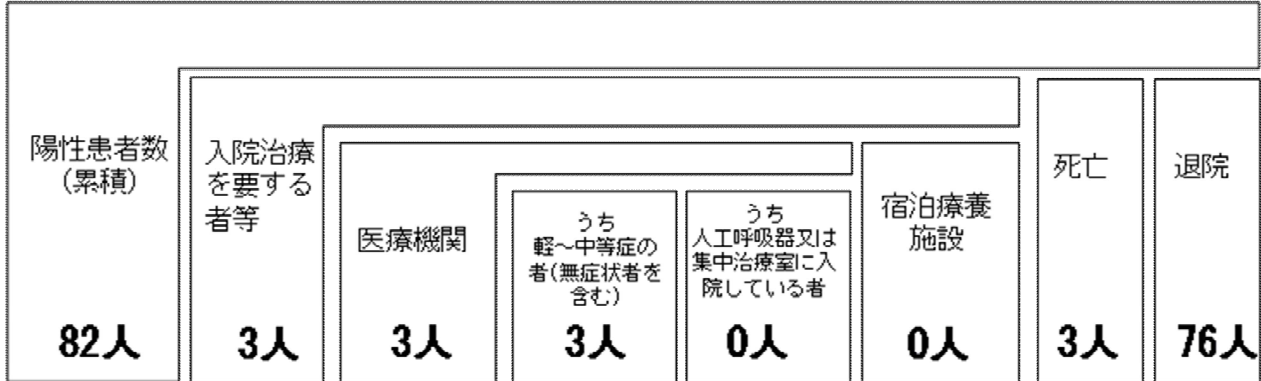 陽性患者数
(累積)
82人
入院治療
を要する
者等
3人
医療機関
3人
うち
軽～中等症の
者(無症状者を
含む)
3人
うち
人工呼吸器又は
集中治療室に入
院している者
0人
宿泊療養
施設
0人
死亡
3人
退院
76人